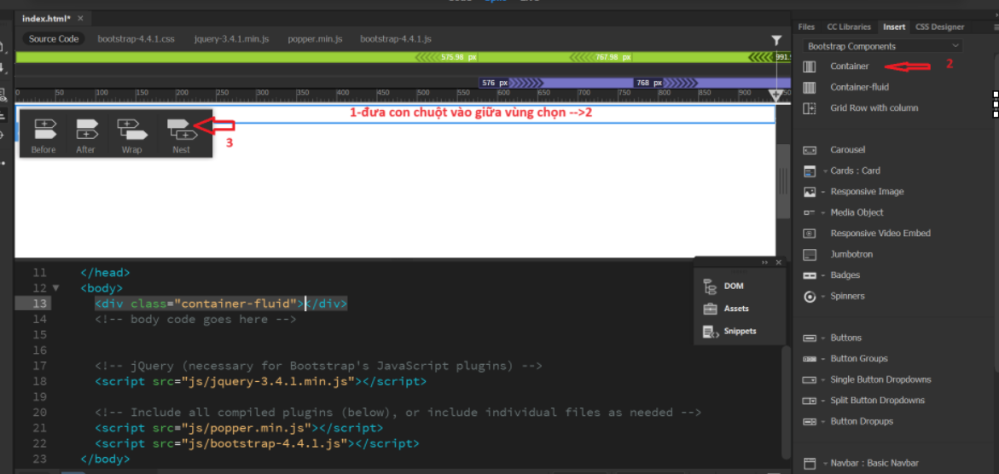 index.html*
Files CC Libraries Insert CSS Designer
Source Code bootstrap-4.4.1.css jquery-3.4.1.min.js popper.min.js bootstrap-4.4.1.js
Bootstrap Components
575.98 px 767.98 px 991.9
576 px 768 px
0 50 100 150 200 250 300 350 400 450 500 550 600 650 700 750 800 850 900
1-đưa con chuột vào giữa vùng chọn -->2
Before After Wrap Nest
3
Container
2
Container-fluid
Grid Row with column
Carousel
Cards : Card
Responsive Image
Media Object
Responsive Video Embed
Jumbotron
Badges
Spinners
Buttons
Button Groups
Single Button Dropdowns
Split Button Dropdowns
Button Dropups
Navbar : Basic Navbar
DOM
Assets
Snippets
11 </head>
12 <body>
13 <div class="container-fluid"></div>
14 <!-- body code goes here -->
15
16
17 <!-- jQuery (necessary for Bootstrap's JavaScript plugins) -->
18 <script src="js/jquery-3.4.1.min.js"></script>
19
20 <!-- Include all compiled plugins (below), or include individual files as needed -->
21 <script src="js/popper.min.js"></script>
22 <script src="js/bootstrap-4.4.1.js"></script>
23 </body>